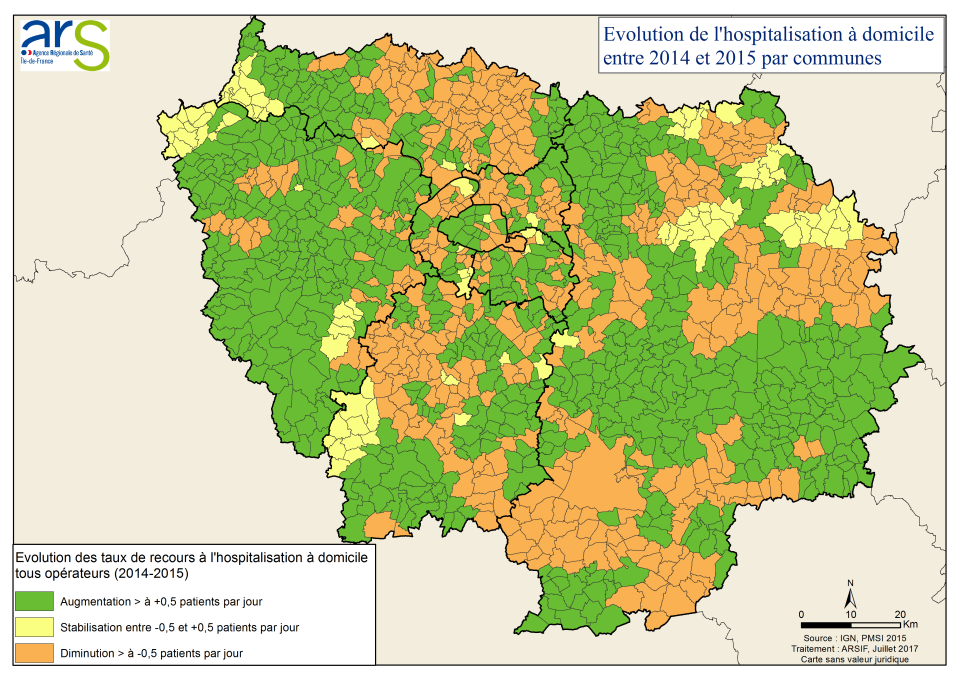 ars
Agence Régionale de Santé
Île-de-France
Evolution de l'hospitalisation à domicile
entre 2014 et 2015 par communes
Evolution des taux de recours à l'hospitalisation à domicile
tous opérateurs (2014-2015)
Augmentation > à +0,5 patients par jour
Stabilisation entre -0,5 et +0,5 patients par jour
Diminution > à -0,5 patients par jour
N
0 10 20
Km
Source : IGN, PMSI 2015
Traitement : ARSIF, Juillet 2017
Carte sans valeur juridique